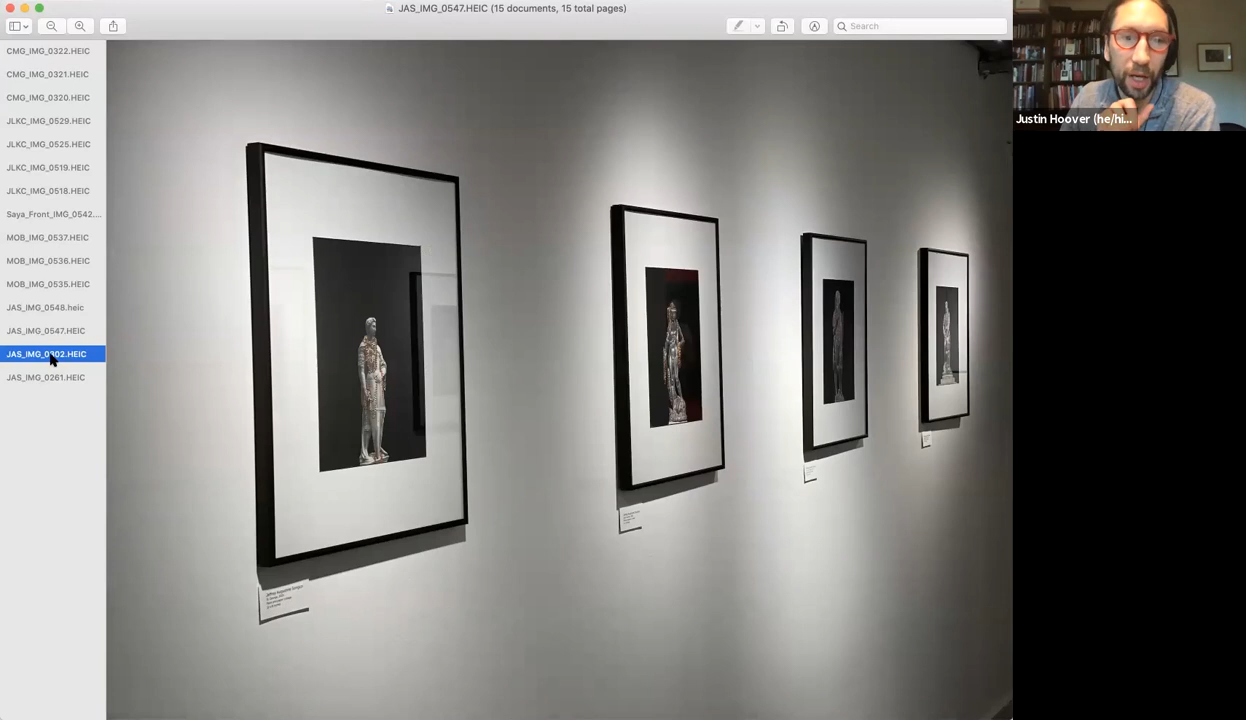 JAS_IMG_0547.HEIC (15 documents, 15 total pages)
Search
CMG_IMG_0322.HEIC
CMG_IMG_0321.HEIC
CMG_IMG_0320.HEIC
JLKC_IMG_0529.HEIC
JLKC_IMG_0525.HEIC
JLKC_IMG_0519.HEIC
JLKC_IMG_0518.HEIC
Saya_Front_IMG_0542....
MOB_IMG_0537.HEIC
MOB_IMG_0536.HEIC
MOB_IMG_0535.HEIC
JAS_IMG_0548.heic
JAS_IMG_0547.HEIC
JAS_IMG_0302.HEIC
JAS_IMG_0261.HEIC
Justin Hoover (he/hi...